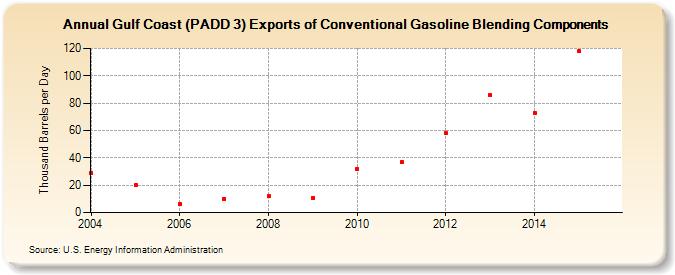 Annual Gulf Coast (PADD 3) Exports of Conventional Gasoline Blending Components
Thousand Barrels per Day
120
100
80
60
40
20
0
2004 2006 2008 2010 2012 2014
Source: U.S. Energy Information Administration